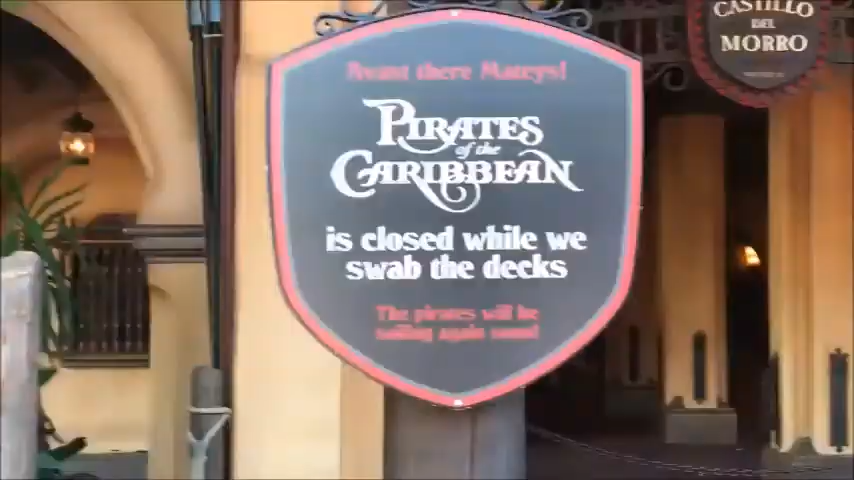 Avast there Mateys!
PIRATES
of the
CARIBBEAN
is closed while we
swab the decks
The pirates will be
sailing again soon!
CASTILLO
DEL
MORRO